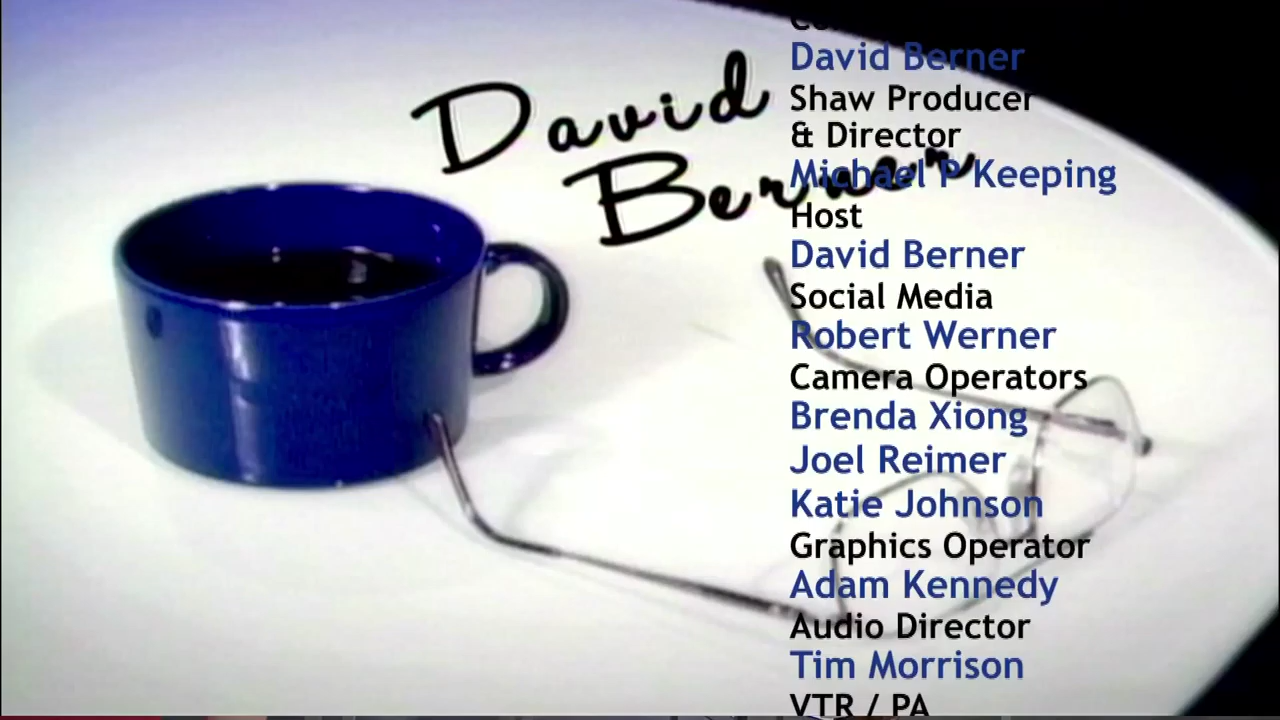 David
Berner
David Berner
Shaw Producer
& Director
Michael P Keeping
Host
David Berner
Social Media
Robert Werner
Camera Operators
Brenda Xiong
Joel Reimer
Katie Johnson
Graphics Operator
Adam Kennedy
Audio Director
Tim Morrison
VTR / PA